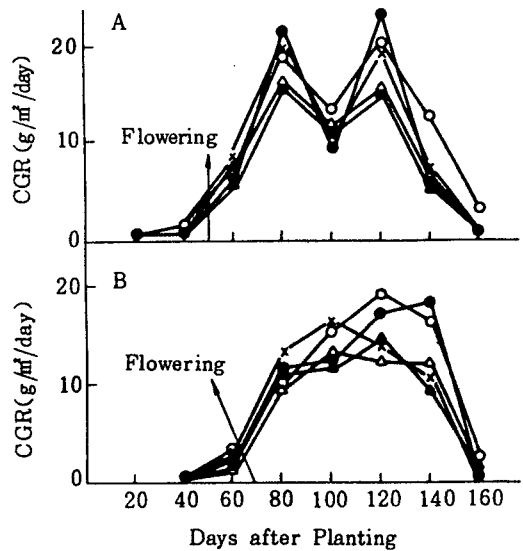 A
20
10
0
CGR (g/㎡/day)
Flowering
B
20
10
0
CGR(g/㎡/day)
Flowering
20 40 60 80 100 120 140 160
Days after Planting